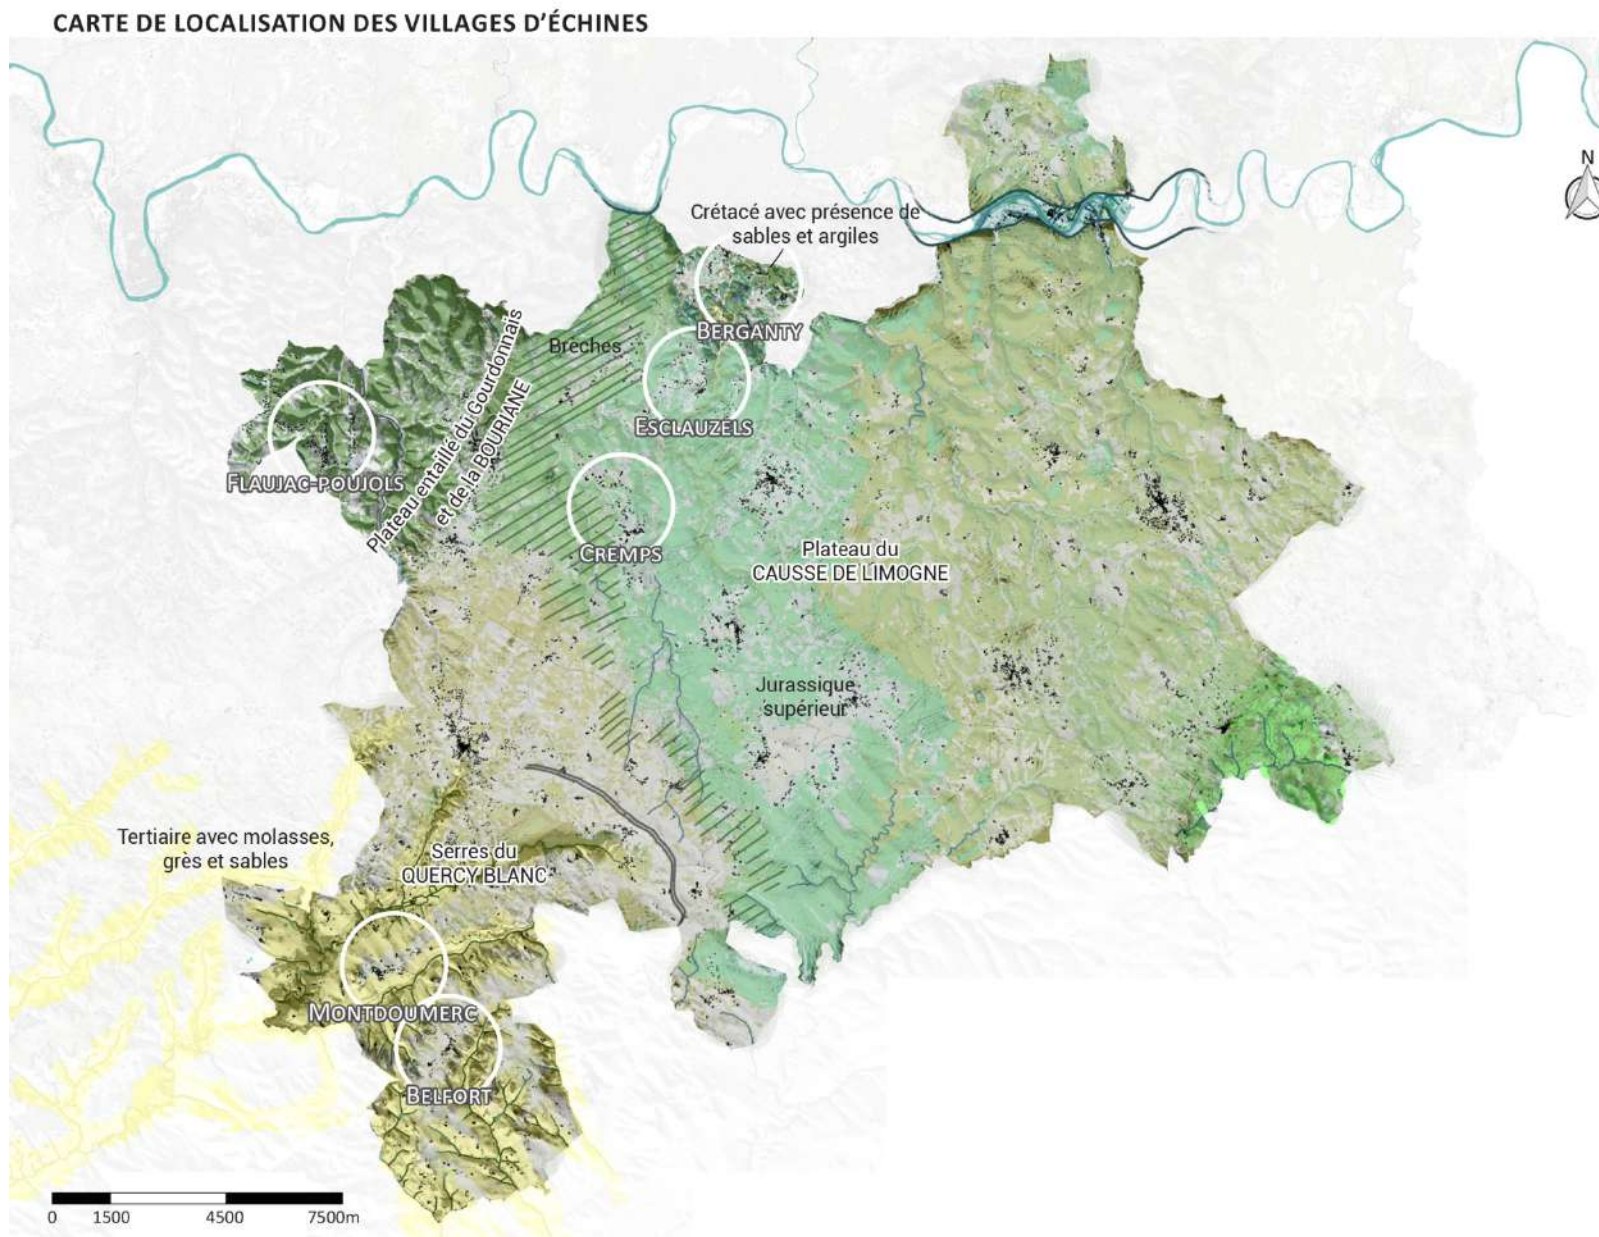 CARTE DE LOCALISATION DES VILLAGES D'ÉCHINES
N
Crétacé avec présence de
sables et argiles
BERGANTY
Brèches
Plateau entaillé du Gourdonnais
et de la BOURIANE
ESCLAUZELS
FLAUJAC-POUJOLS
CREMPS
Plateau du
CAUSSE DE LIMOGNE
Jurassique
supérieur
Tertiaire avec molasses,
grès et sables
Serres du
QUERCY BLANC
MONTDOUMERC
BELFORT
0 1500 4500 7500m